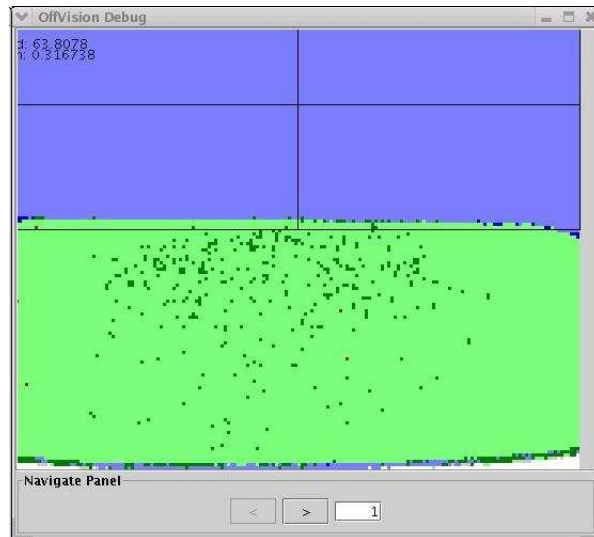 OffVision Debug
d: 63.8078
n: 0.316738
Navigate Panel
< > 1